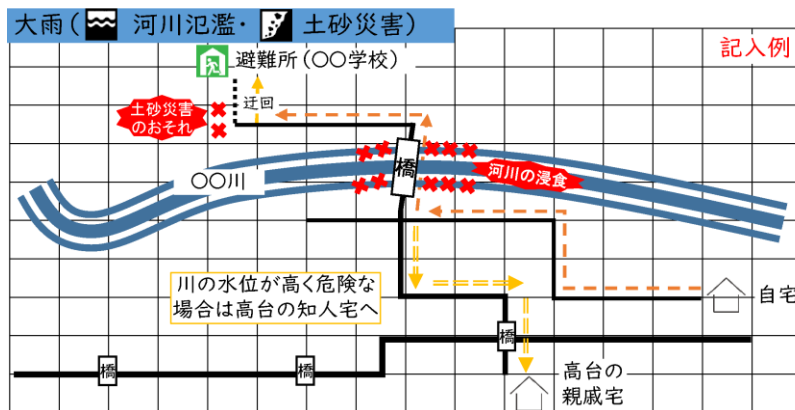 大雨(河川氾濫・土砂災害)
記入例
避難所(〇〇学校)
土砂災害
のおそれ
迂回
橋
〇〇川
河川の浸食
川の水位が高く危険な
場合は高台の知人宅へ
自宅
橋
橋
橋
高台の
親戚宅